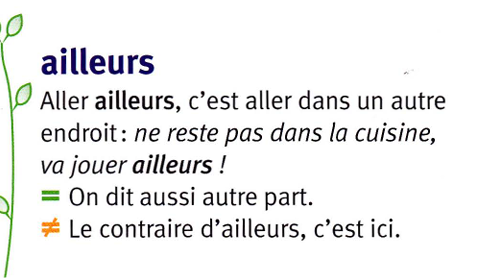 ailleurs
Aller ailleurs, c’est aller dans un autre
endroit : ne reste pas dans la cuisine,
va jouer ailleurs !
= On dit aussi autre part.
≠ Le contraire d’ailleurs, c’est ici.